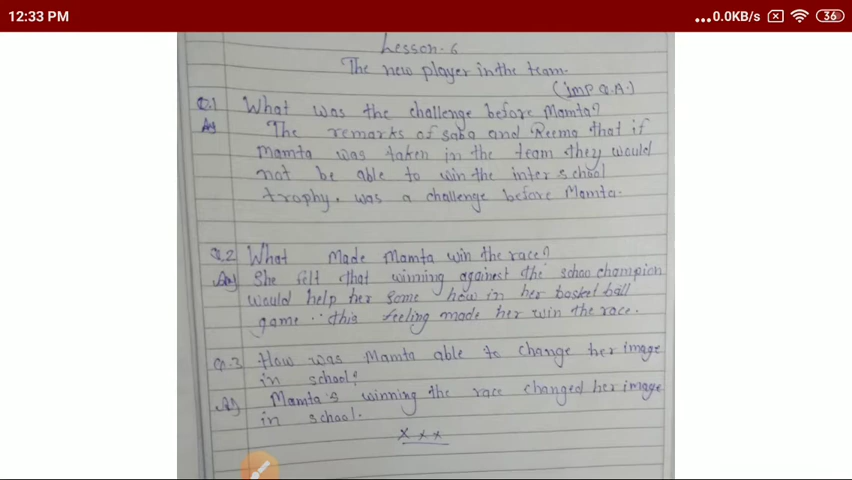 12:33 PM
...0.0KB/s 36
Lesson-6
The new player in the team.
(imp Q.A.)
Q.1 What was the challenge before Mamta?
Ans The remarks of saba and Reema that if
Mamta was taken in the team they would
not be able to win the inter school
trophy. was a challenge before Mamta.
Q.2 What Made Mamta win the race?
Ans She felt that winning against the schoo champion
would help her some how in her basket ball
game. this feeling made her win the race.
Q.3 How was Mamta able to change her image
in school?
A) Mamta's winning the race changed her image
in school.
x x x